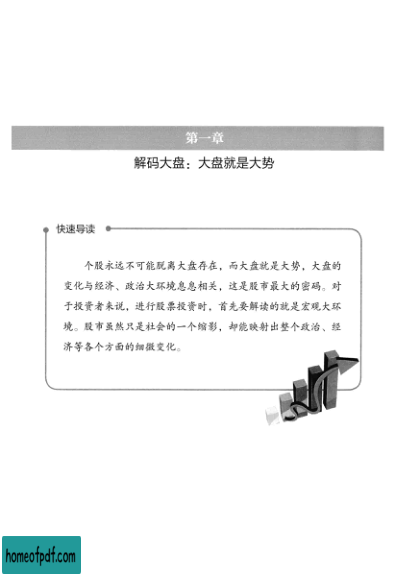 第一章
解码大盘：大盘就是大势
快速导读
个股永远不可能脱离大盘存在，而大盘就是大势，大盘的
变化与经济、政治大环境息息相关，这是股市最大的密码。对
于投资者来说，进行股票投资时，首先要解读的就是宏观大环
境。股市虽然只是社会的一个缩影，却能映射出整个政治、经
济等各个方面的细微变化。
homeofpdf.com